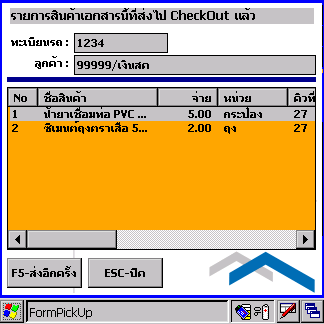 รายการสินค้าเอกสารนี้ที่ส่งไป CheckOut แล้ว
ทะเบียนรถ : 1234
ลูกค้า : 99999/เงินสด
No ชื่อสินค้า จ่าย หน่วย คิวที่
1 น้ำยาเชื่อมท่อ PVC ... 5.00 กระป๋อง 27
2 ซีเมนต์ถุงตราเสือ 5... 2.00 ถุง 27
F5-ส่งอีกครั้ง ESC-ปิด
FormPickUp